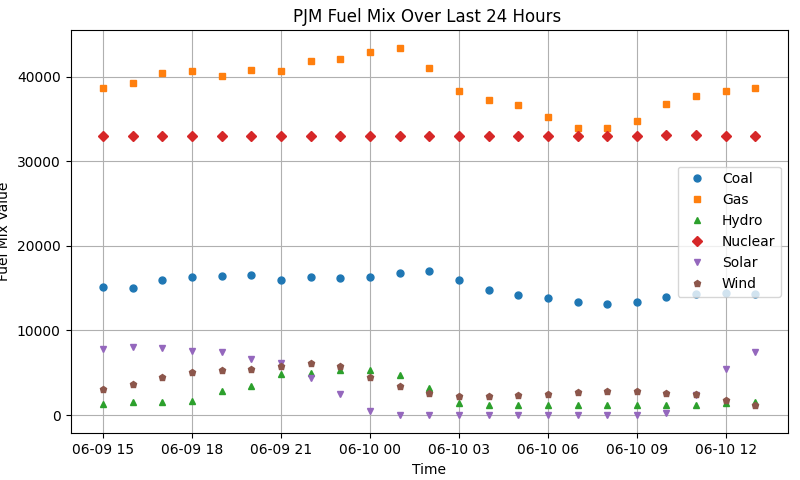 PJM Fuel Mix Over Last 24 Hours
40000
30000
20000
10000
0
Fuel Mix Value
Coal
Gas
Hydro
Nuclear
Solar
Wind
06-09 15
06-09 18
06-09 21
06-10 00
06-10 03
06-10 06
06-10 09
06-10 12
Time